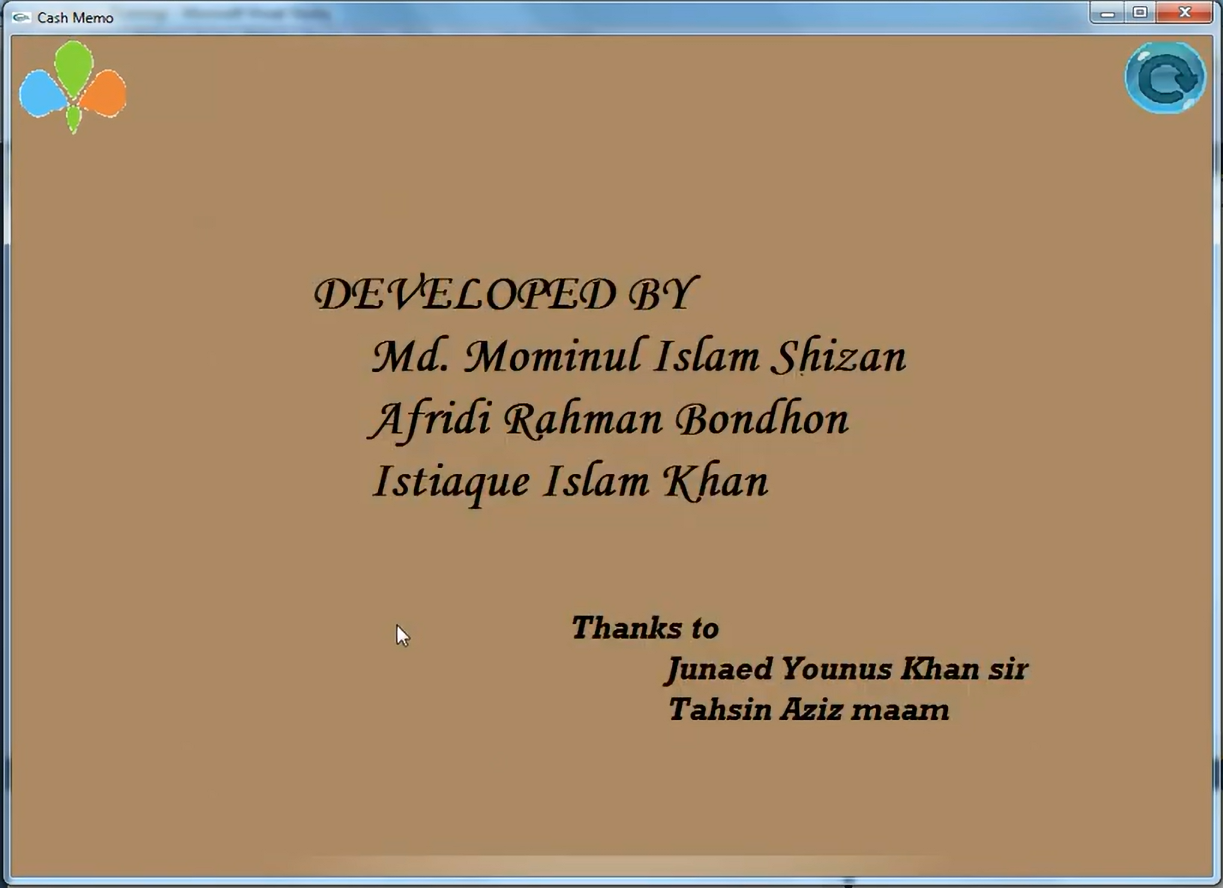 Cash Memo
DEVELOPED BY
Md. Mominul Islam Shizan
Afridi Rahman Bondhon
Istiaque Islam Khan
Thanks to
Junaed Younus Khan sir
Tahsin Aziz maam